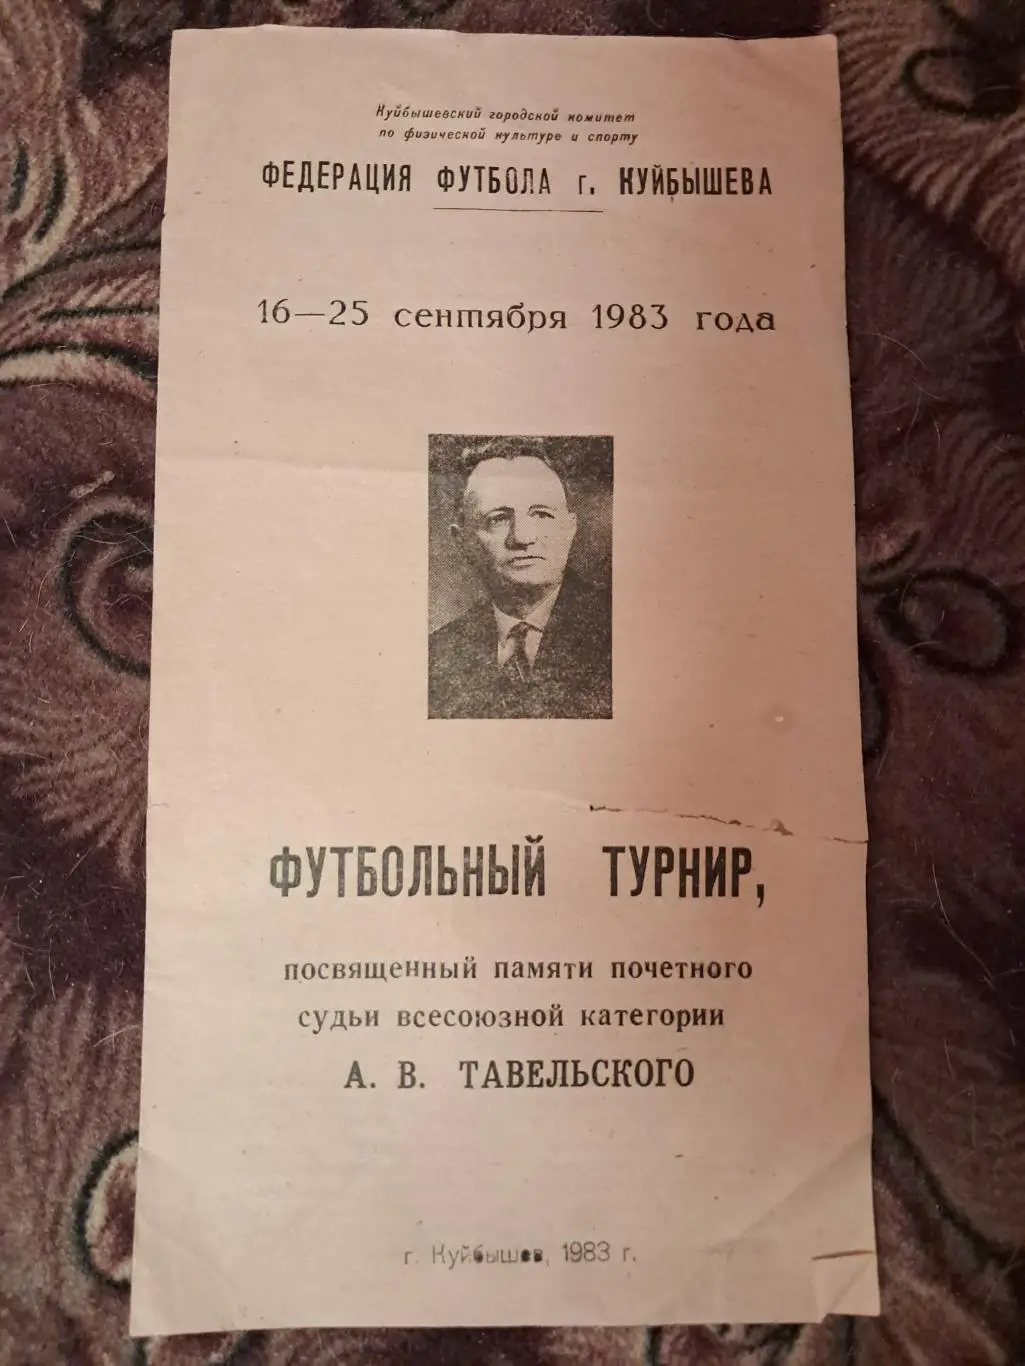 Куйбышевский городской комитет
по физической культуре и спорту
ФЕДЕРАЦИЯ ФУТБОЛА г. КУЙБЫШЕВА
16—25 сентября 1983 года
ФУТБОЛЬНЫЙ ТУРНИР,
посвященный памяти почетного
судьи всесоюзной категории
А. В. ТАВЕЛЬСКОГО
г. Куйбышев, 1983 г.